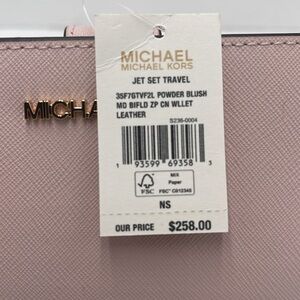 MICHAEL
MICHAEL KORS
JET SET TRAVEL
35F7GTVF2L POWDER BLUSH
MD BIFLD ZP CN WLLET
LEATHER
S236-0004
1 93599 69358 3
MIX
Paper
FSC
FSC® C012345
NS
OUR PRICE $258.00
MICHA